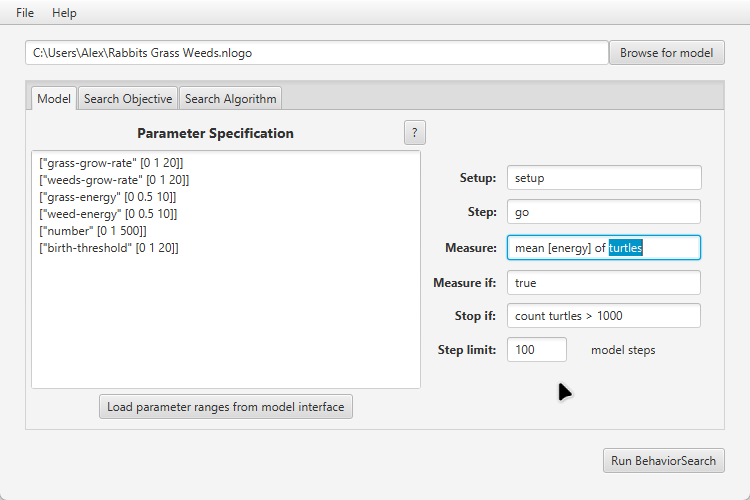 File Help
C:\Users\Alex\Rabbits Grass Weeds.nlogo Browse for model
Model Search Objective Search Algorithm
Parameter Specification ?
["grass-grow-rate" [0 1 20]]
["weeds-grow-rate" [0 1 20]]
["grass-energy" [0 0.5 10]]
["weed-energy" [0 0.5 10]]
["number" [0 1 500]]
["birth-threshold" [0 1 20]]
Load parameter ranges from model interface
Setup: setup
Step: go
Measure: mean [energy] of turtles
Measure if: true
Stop if: count turtles > 1000
Step limit: 100 model steps
Run BehaviorSearch